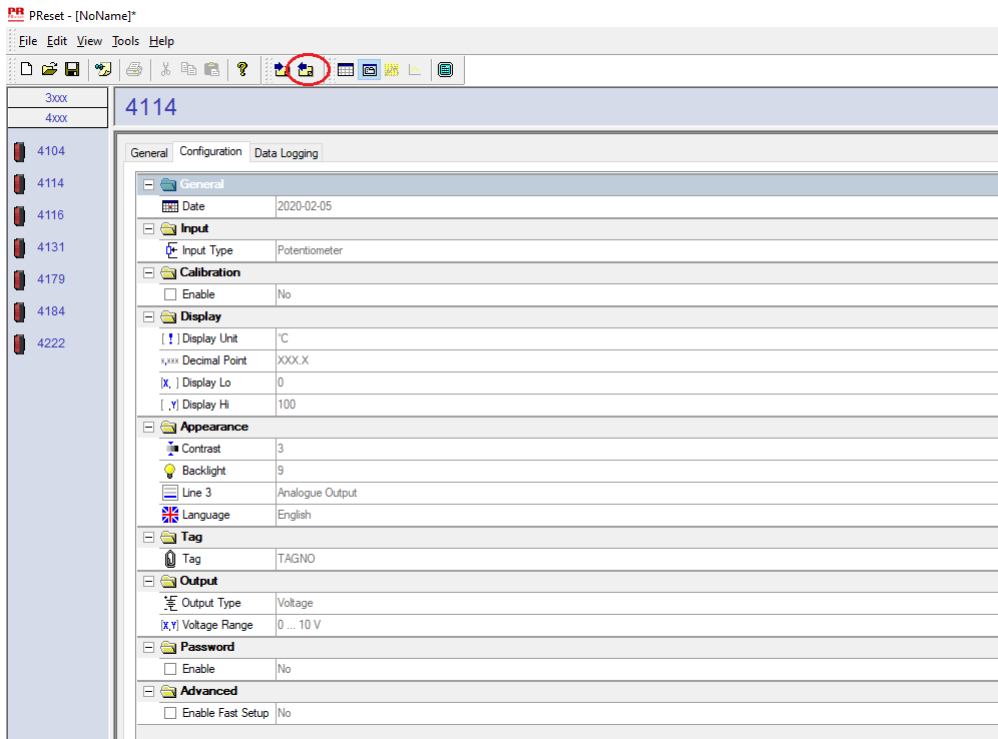 PR PReset - [NoName]*
File Edit View Tools Help
3xxx
4xxx
4114
4104
4114
4116
4131
4179
4184
4222
General Configuration Data Logging
General
Date 2020-02-05
Input
Input Type Potentiometer
Calibration
Enable No
Display
[ ! ] Display Unit °C
x,xxx Decimal Point XXX.X
[X, ] Display Lo 0
[ ,Y] Display Hi 100
Appearance
Contrast 3
Backlight 9
Line 3 Analogue Output
Language English
Tag
Tag TAGNO
Output
Output Type Voltage
[X,Y] Voltage Range 0 ... 10 V
Password
Enable No
Advanced
Enable Fast Setup No